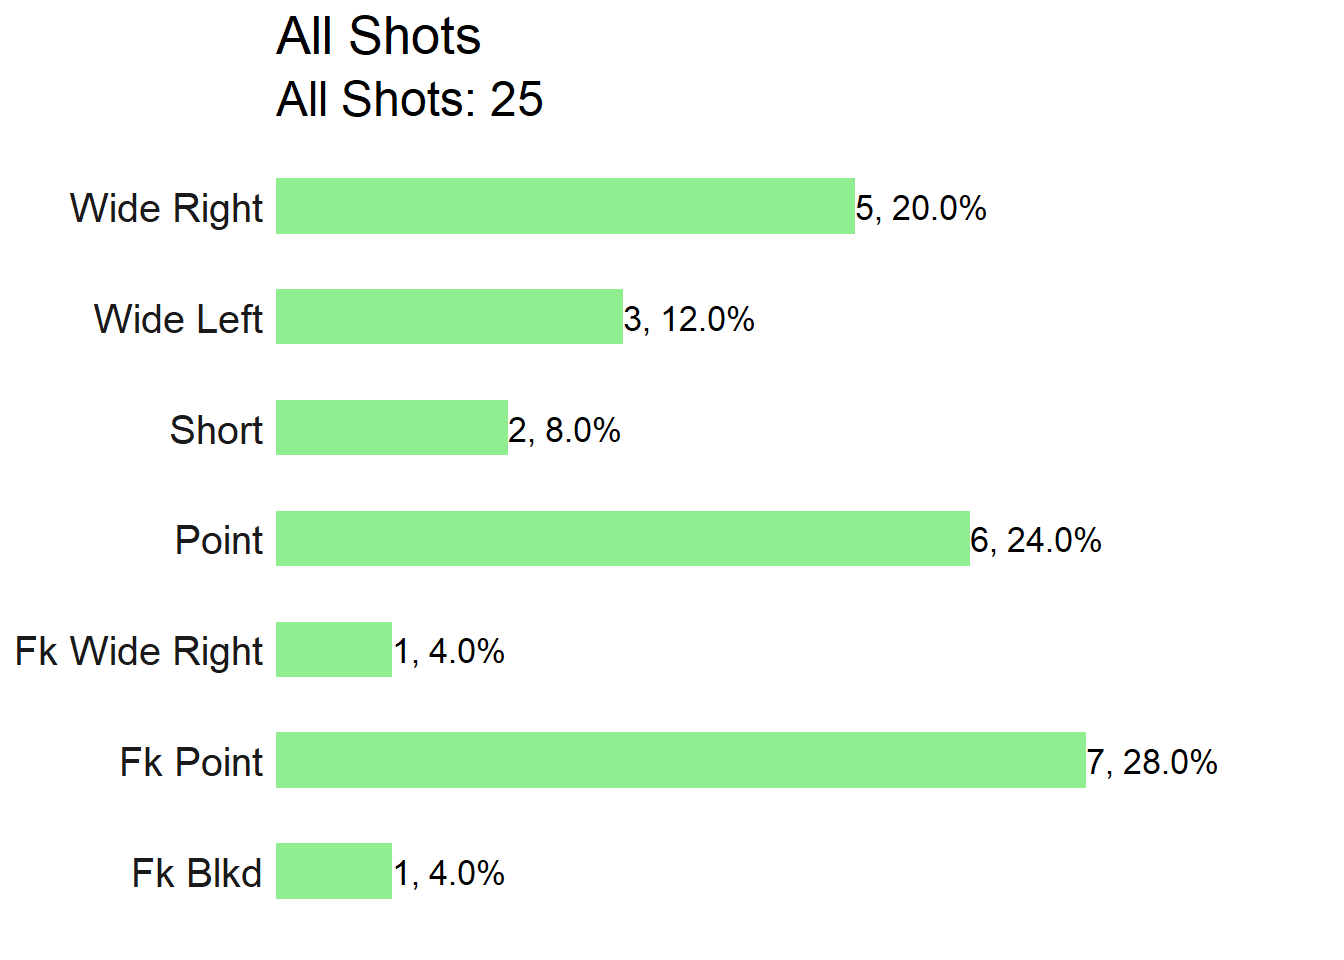 All Shots
All Shots: 25
Wide Right 5, 20.0%
Wide Left 3, 12.0%
Short 2, 8.0%
Point 6, 24.0%
Fk Wide Right 1, 4.0%
Fk Point 7, 28.0%
Fk Blkd 1, 4.0%